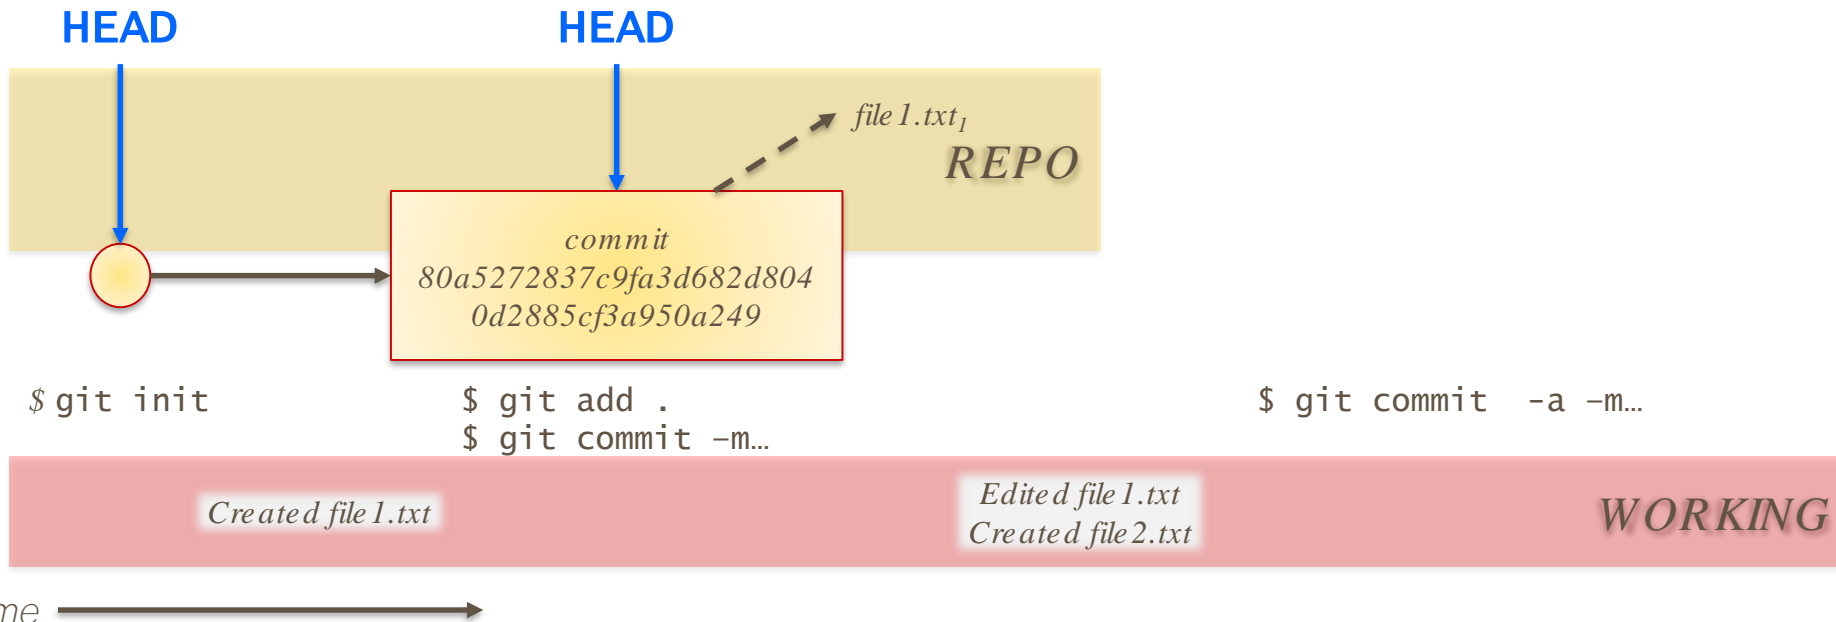 HEAD
HEAD
file1.txt1
REPO
commit
80a5272837c9fa3d682d804
0d2885cf3a950a249
$ git init
$ git add .
$ git commit –m…
$ git commit  -a –m…
Created file1.txt
Edited file1.txt
Created file2.txt
WORKING